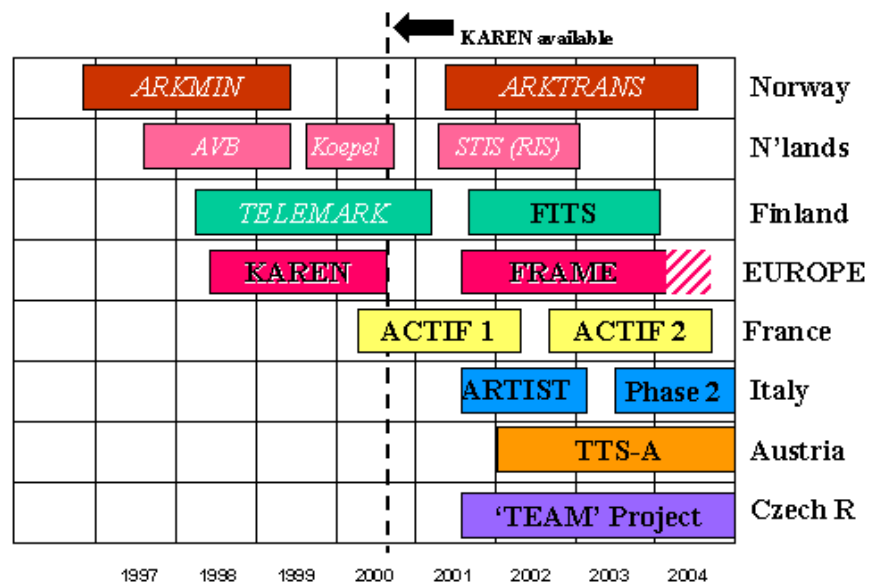 KAREN available
ARKMIN ARKTRANS Norway
AVB Koepel STIS (RIS) N'lands
TELEMARK FITS Finland
KAREN FRAME EUROPE
ACTIF 1 ACTIF 2 France
ARTIST Phase 2 Italy
TTS-A Austria
'TEAM' Project Czech R
1997 1998 1999 2000 2001 2002 2003 2004